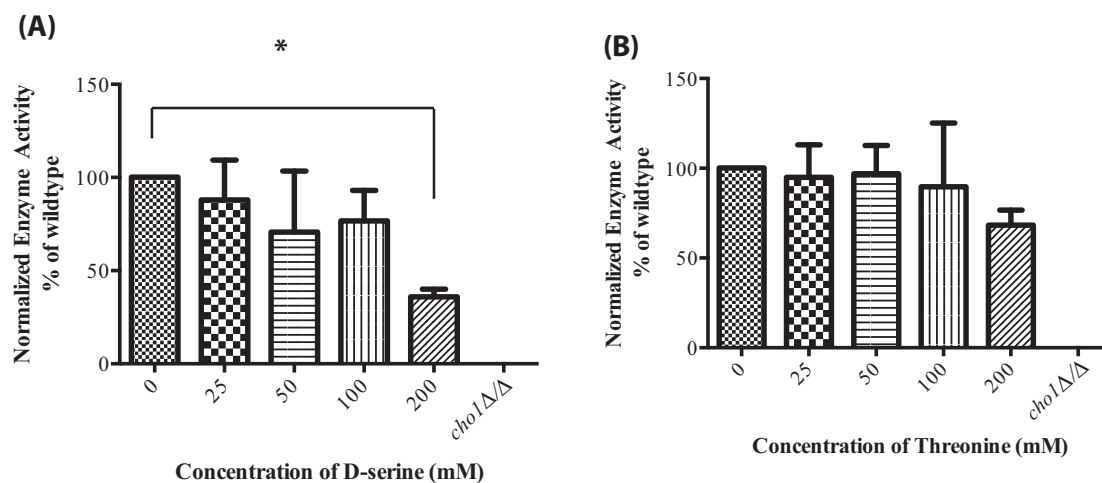 (A)
*
Normalized Enzyme Activity
% of wildtype
150
100
50
0
0
25
50
100
200
cho1Δ/Δ
Concentration of D-serine (mM)
(B)
Normalized Enzyme Activity
% of wildtype
150
100
50
0
0
25
50
100
200
cho1Δ/Δ
Concentration of Threonine (mM)